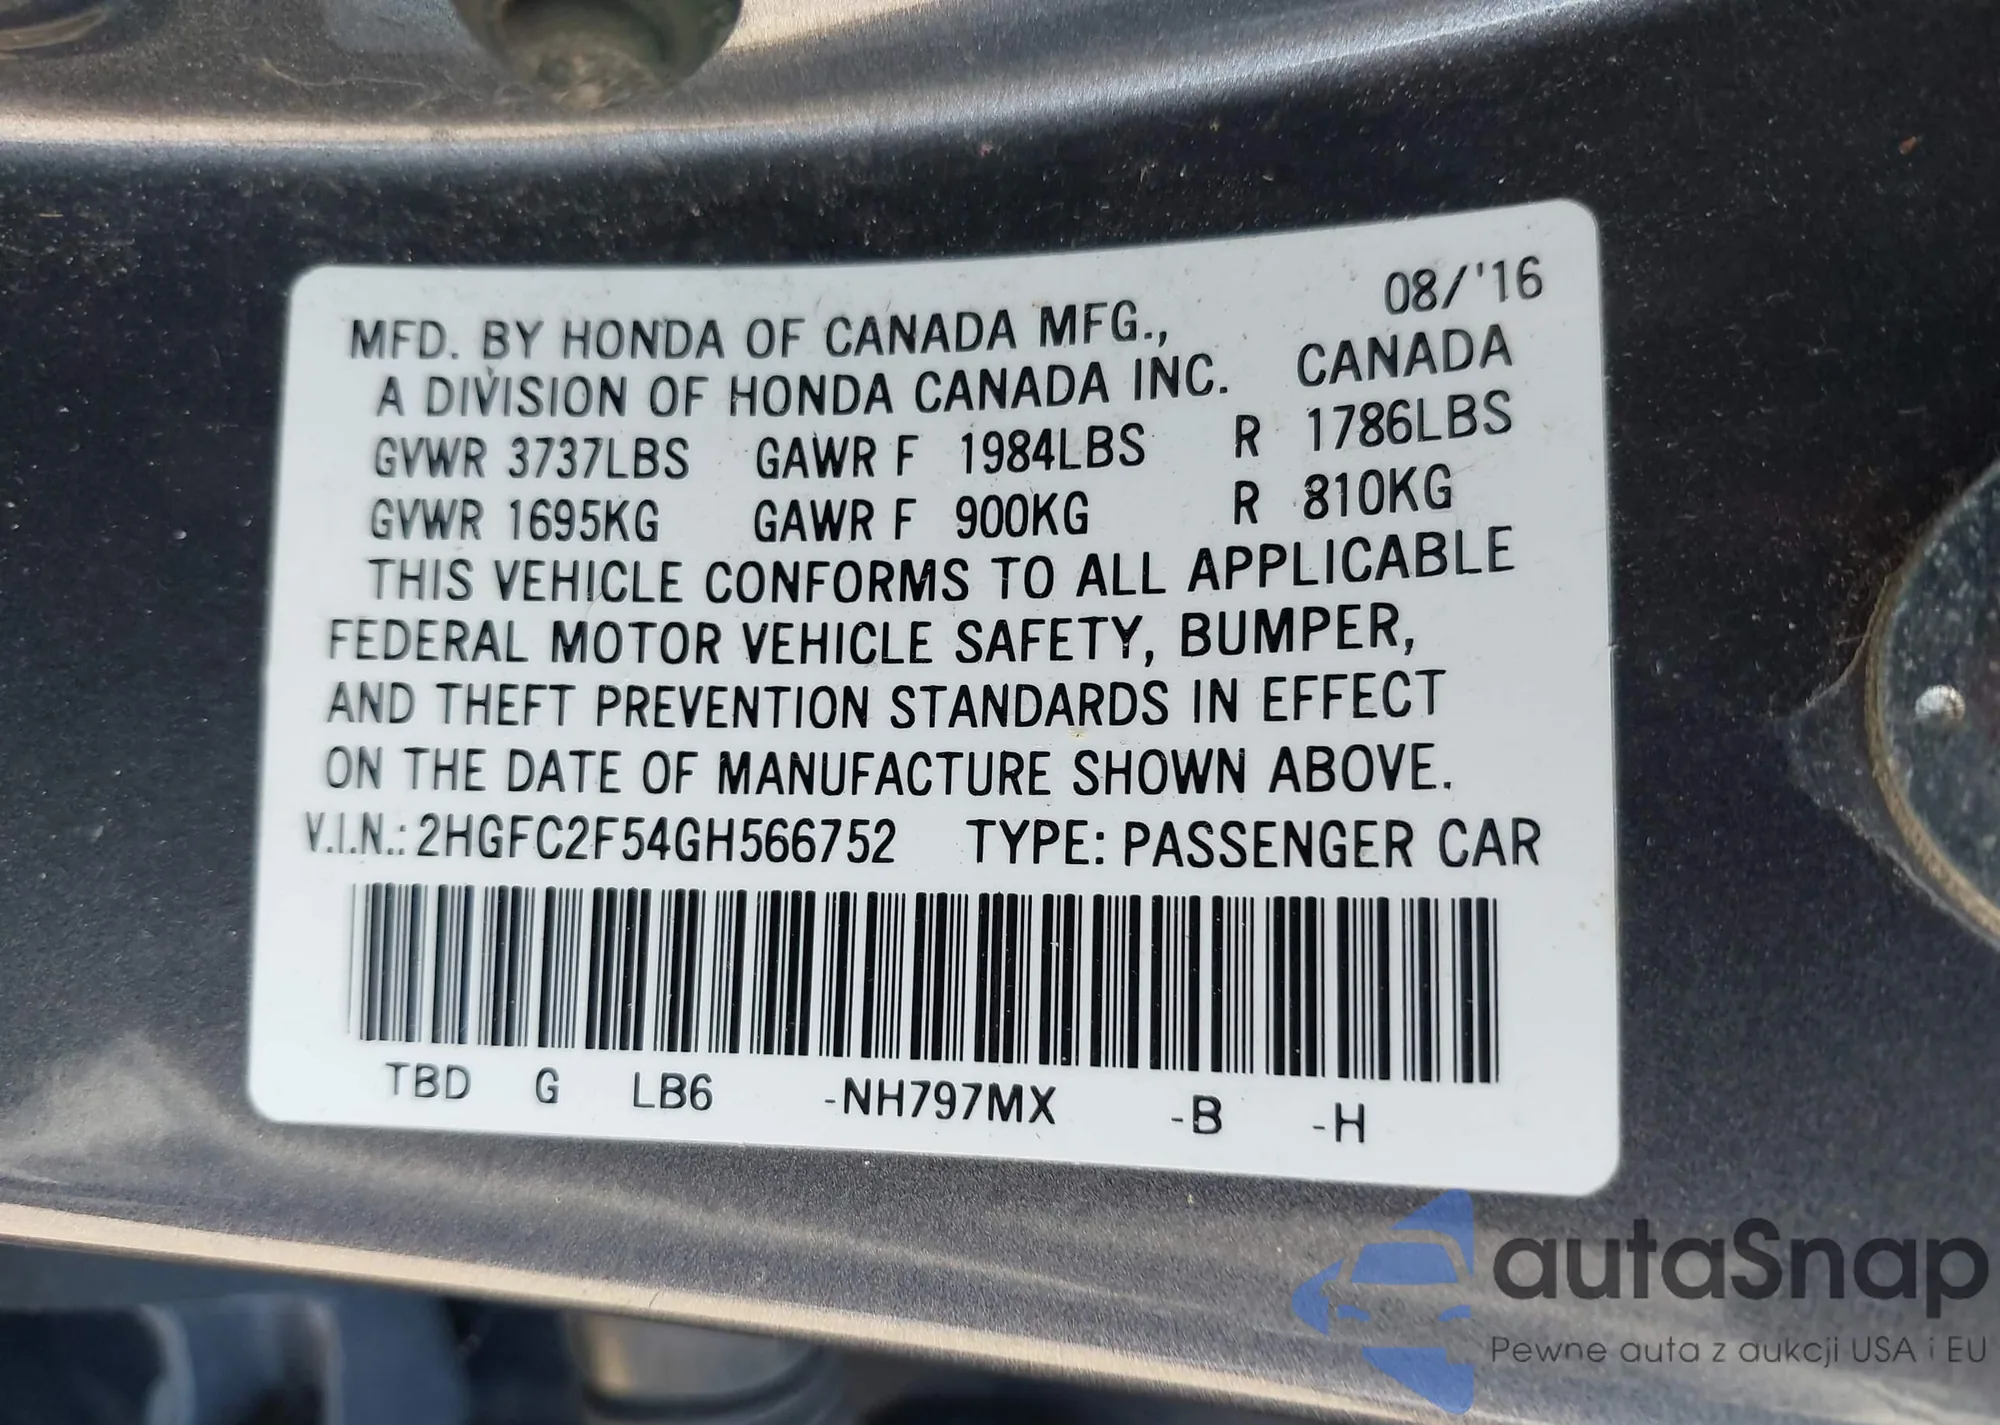 08/'16
MFD. BY HONDA OF CANADA MFG.,
A DIVISION OF HONDA CANADA INC. CANADA
GVWR 3737LBS GAWR F 1984LBS R 1786LBS
GVWR 1695KG GAWR F 900KG R 810KG
THIS VEHICLE CONFORMS TO ALL APPLICABLE
FEDERAL MOTOR VEHICLE SAFETY, BUMPER,
AND THEFT PREVENTION STANDARDS IN EFFECT
ON THE DATE OF MANUFACTURE SHOWN ABOVE.
V.I.N.: 2HGFC2F54GH566752 TYPE: PASSENGER CAR
TBD G LB6 -NH797MX -B -H
autaSnap
Pewne auta z aukcji USA i EU